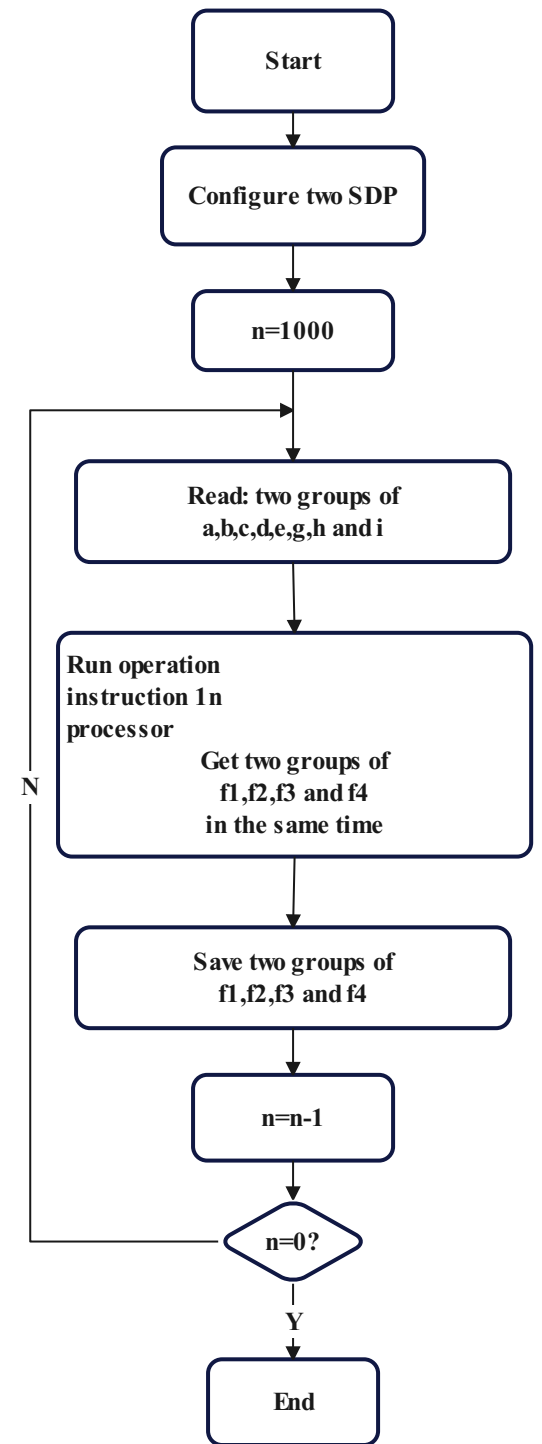 Start
Configure two SDP
n=1000
Read: two groups of
a,b,c,d,e,g,h and i
Run operation
instruction 1n
processor
Get two groups of
f1,f2,f3 and f4
in the same time
Save two groups of
f1,f2,f3 and f4
n=n-1
n=0?
N
Y
End